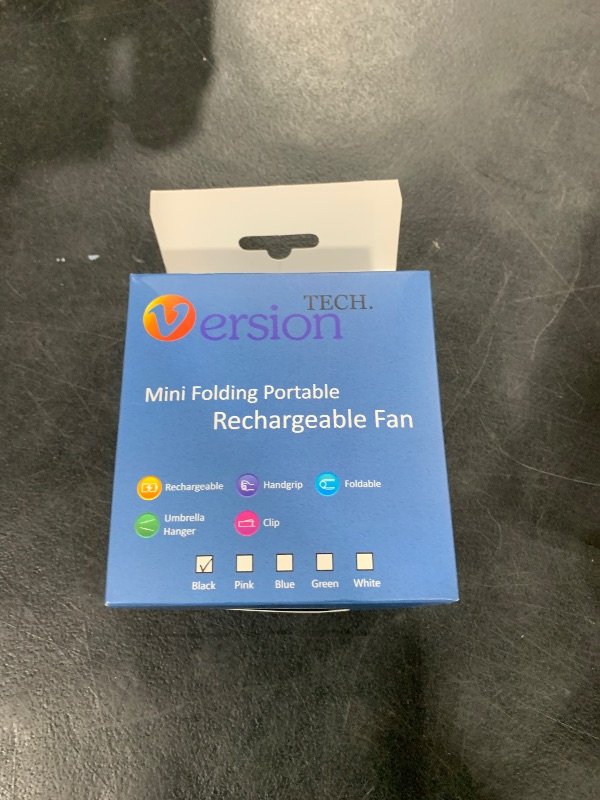 Version TECH.
Mini Folding Portable
Rechargeable Fan
Rechargeable Handgrip Foldable
Umbrella
Hanger
Clip
Black Pink Blue Green White